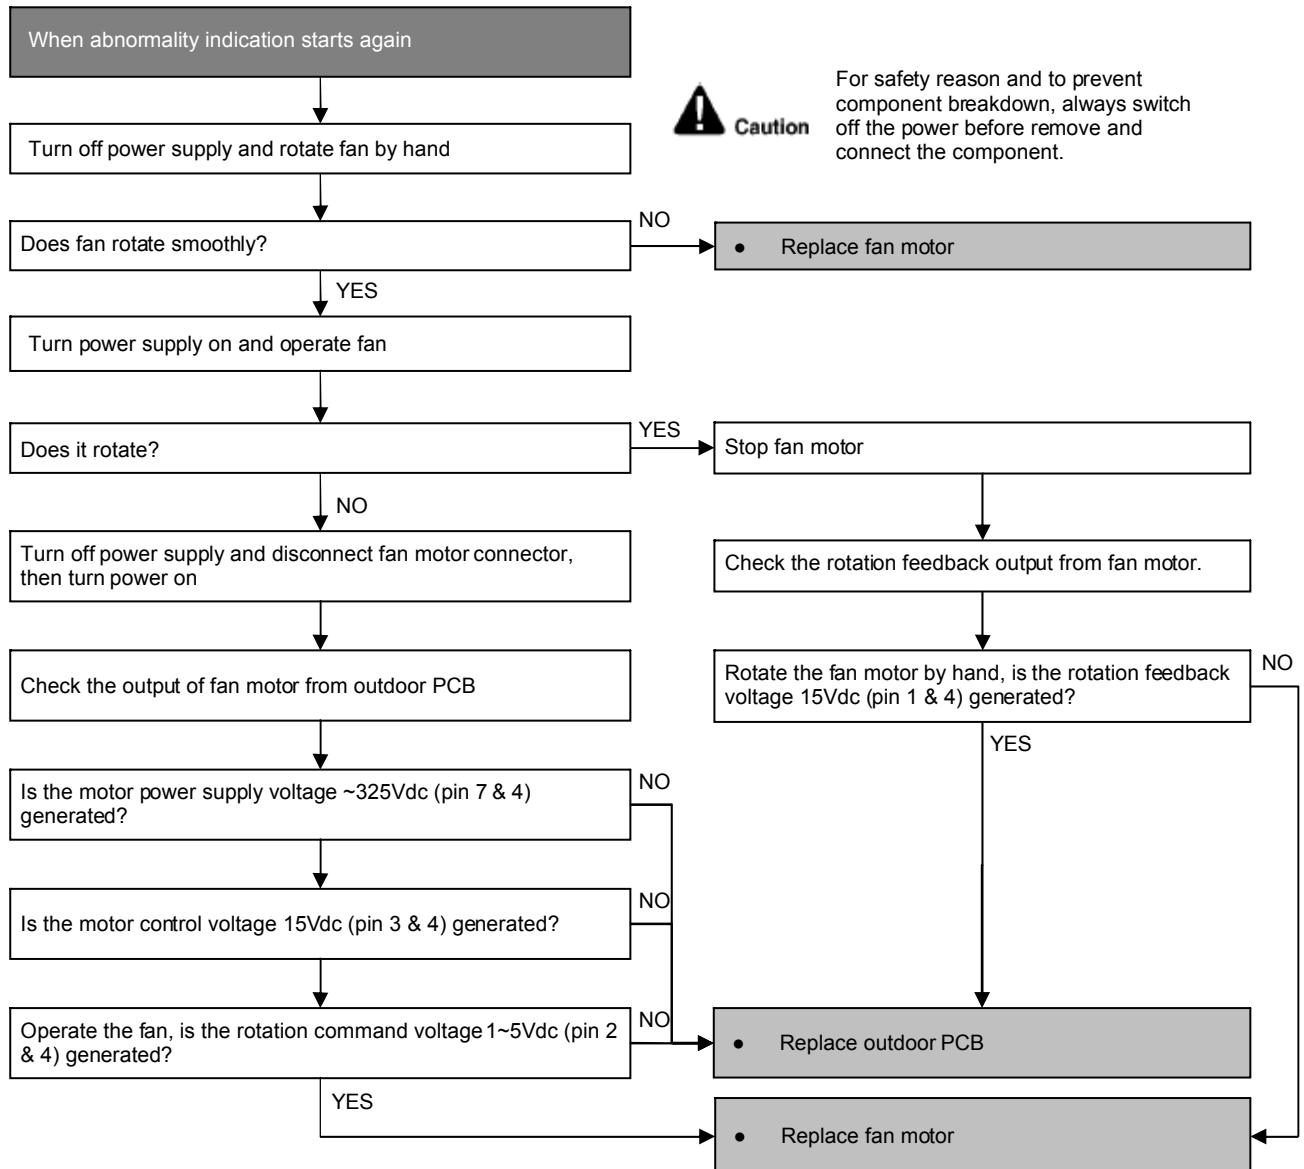 When abnormality indication starts again
Caution
For safety reason and to prevent
component breakdown, always switch
off the power before remove and
connect the component.
Turn off power supply and rotate fan by hand
Does fan rotate smoothly?
NO
● Replace fan motor
YES
Turn power supply on and operate fan
Does it rotate?
YES
Stop fan motor
NO
Turn off power supply and disconnect fan motor connector,
then turn power on
Check the rotation feedback output from fan motor.
Check the output of fan motor from outdoor PCB
Rotate the fan motor by hand, is the rotation feedback
voltage 15Vdc (pin 1 & 4) generated?
NO
YES
Is the motor power supply voltage ~325Vdc (pin 7 & 4)
generated?
NO
Is the motor control voltage 15Vdc (pin 3 & 4) generated?
NO
Operate the fan, is the rotation command voltage 1~5Vdc (pin 2
& 4) generated?
NO
● Replace outdoor PCB
YES
● Replace fan motor